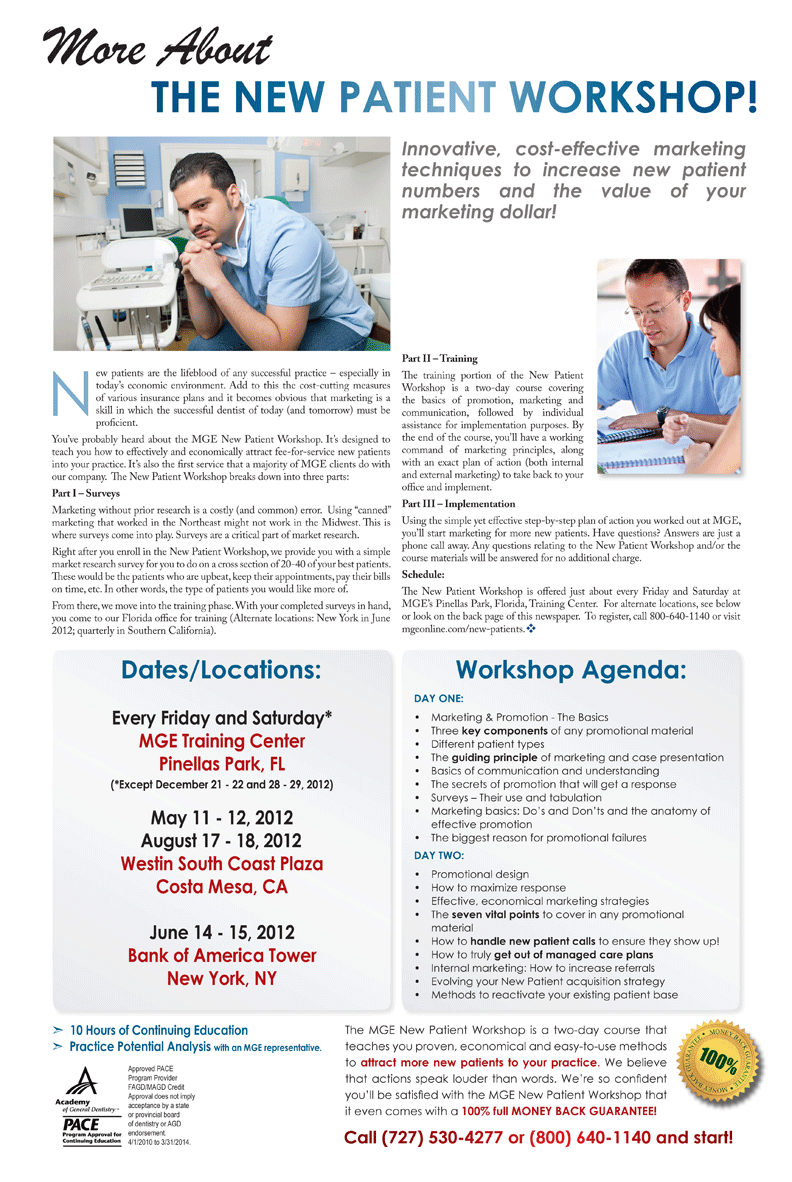 More About
THE NEW PATIENT WORKSHOP!
Innovative, cost-effective marketing
techniques to increase new patient
numbers and the value of your
marketing dollar!
New patients are the lifeblood of any successful practice – especially in
today's economic environment. Add to this the cost-cutting measures
of various insurance plans and it becomes obvious that marketing is a
skill in which the successful dentist of today (and tomorrow) must be
proficient.
You've probably heard about the MGE New Patient Workshop. It's designed to
teach you how to effectively and economically attract fee-for-service new patients
into your practice. It's also the first service that a majority of MGE clients do with
our company. The New Patient Workshop breaks down into three parts:
Part I – Surveys
Marketing without prior research is a costly (and common) error. Using "canned"
marketing that worked in the Northeast might not work in the Midwest. This is
where surveys come into play. Surveys are a critical part of market research.
Right after you enroll in the New Patient Workshop, we provide you with a simple
market research survey for you to do on a cross section of 20-40 of your best patients.
These would be the patients who are upbeat, keep their appointments, pay their bills
on time, etc. In other words, the type of patients you would like more of.
From there, we move into the training phase. With your completed surveys in hand,
you come to our Florida office for training (Alternate locations: New York in June
2012; quarterly in Southern California).
Part II – Training
The training portion of the New Patient
Workshop is a two-day course covering
the basics of promotion, marketing and
communication, followed by individual
assistance for implementation purposes. By
the end of the course, you'll have a working
command of marketing principles, along
with an exact plan of action (both internal
and external marketing) to take back to your
office and implement.
Part III – Implementation
Using the simple yet effective step-by-step plan of action you worked out at MGE,
you'll start marketing for more new patients. Have questions? Answers are just a
phone call away. Any questions relating to the New Patient Workshop and/or the
course materials will be answered for no additional charge.
Schedule:
The New Patient Workshop is offered just about every Friday and Saturday at
MGE's Pinellas Park, Florida, Training Center. For alternate locations, see below
or look on the back page of this newspaper. To register, call 800-640-1140 or visit
mgeonline.com/new-patients.
Dates/Locations:
Every Friday and Saturday*
MGE Training Center
Pinellas Park, FL
(*Except December 21 - 22 and 28 - 29, 2012)
May 11 - 12, 2012
August 17 - 18, 2012
Westin South Coast Plaza
Costa Mesa, CA
June 14 - 15, 2012
Bank of America Tower
New York, NY
Workshop Agenda:
DAY ONE:
• Marketing & Promotion - The Basics
• Three key components of any promotional material
• Different patient types
• The guiding principle of marketing and case presentation
• Basics of communication and understanding
• The secrets of promotion that will get a response
• Surveys – Their use and tabulation
• Marketing basics: Do's and Don'ts and the anatomy of
effective promotion
• The biggest reason for promotional failures
DAY TWO:
• Promotional design
• How to maximize response
• Effective, economical marketing strategies
• The seven vital points to cover in any promotional
material
• How to handle new patient calls to ensure they show up!
• How to truly get out of managed care plans
• Internal marketing: How to increase referrals
• Evolving your New Patient acquisition strategy
• Methods to reactivate your existing patient base
➣ 10 Hours of Continuing Education
➣ Practice Potential Analysis with an MGE representative.
Academy
of General Dentistry™
PACE
Program Approval for
Continuing Education
Approved PACE
Program Provider
FAGD/MAGD Credit
Approval does not imply
acceptance by a state
or provincial board
of dentistry or AGD
endorsement.
4/1/2010 to 3/31/2014.
The MGE New Patient Workshop is a two-day course that
teaches you proven, economical and easy-to-use methods
to attract more new patients to your practice. We believe
that actions speak louder than words. We're so confident
you'll be satisfied with the MGE New Patient Workshop that
it even comes with a 100% full MONEY BACK GUARANTEE!
MONEY BACK GUARANTEE • MONEY BACK GUARANTEE •
100%
Call (727) 530-4277 or (800) 640-1140 and start!